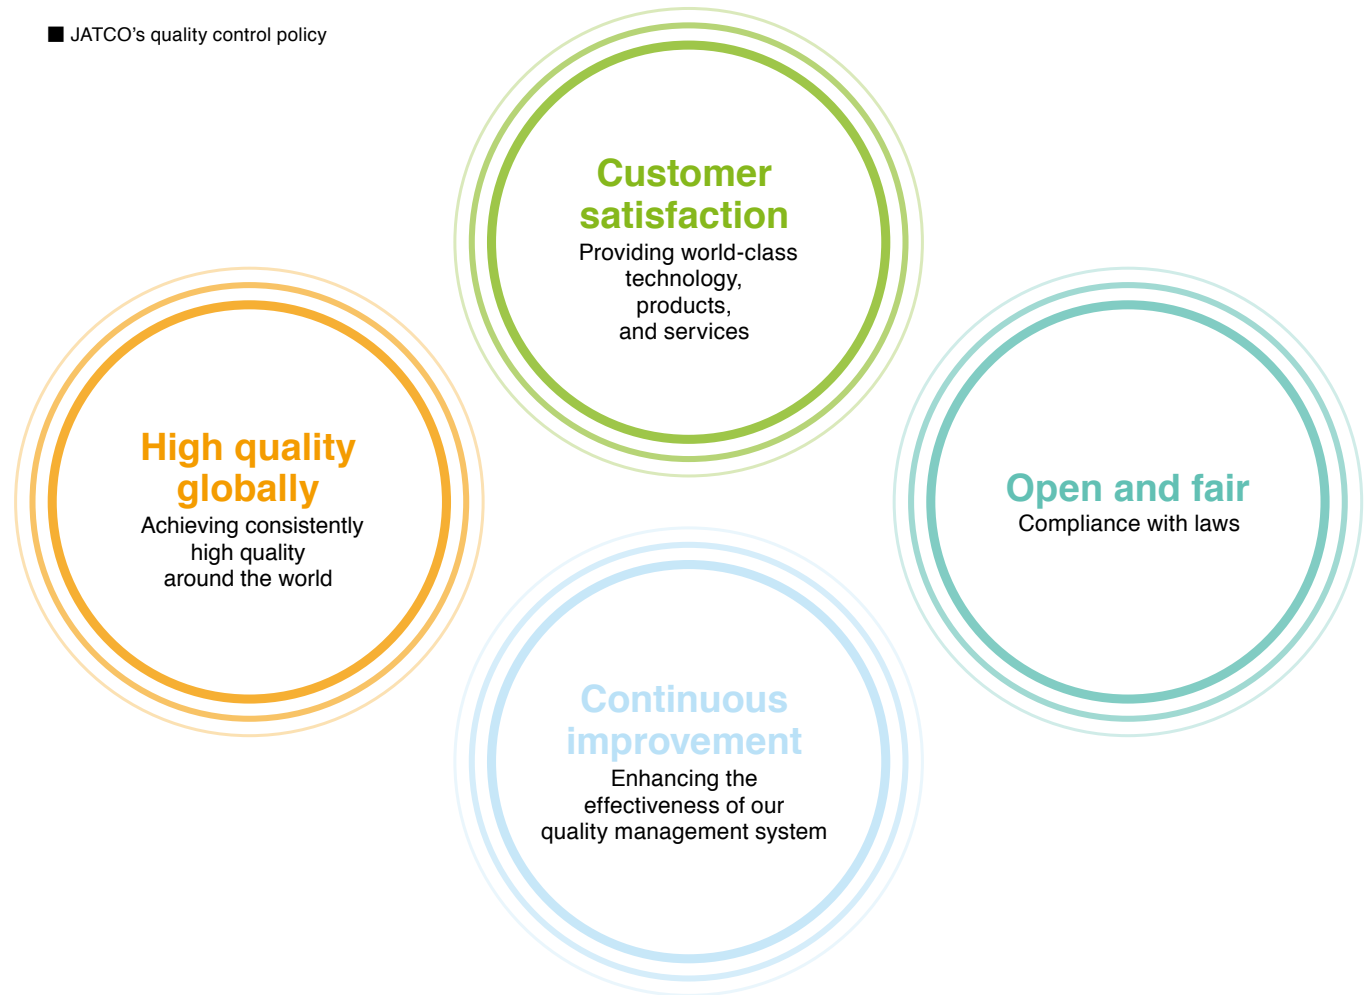 ■ JATCO’s quality control policy
Customer
satisfaction
Providing world-class
technology,
products,
and services
High quality
globally
Achieving consistently
high quality
around the world
Open and fair
Compliance with laws
Continuous
improvement
Enhancing the
effectiveness of our
quality management system